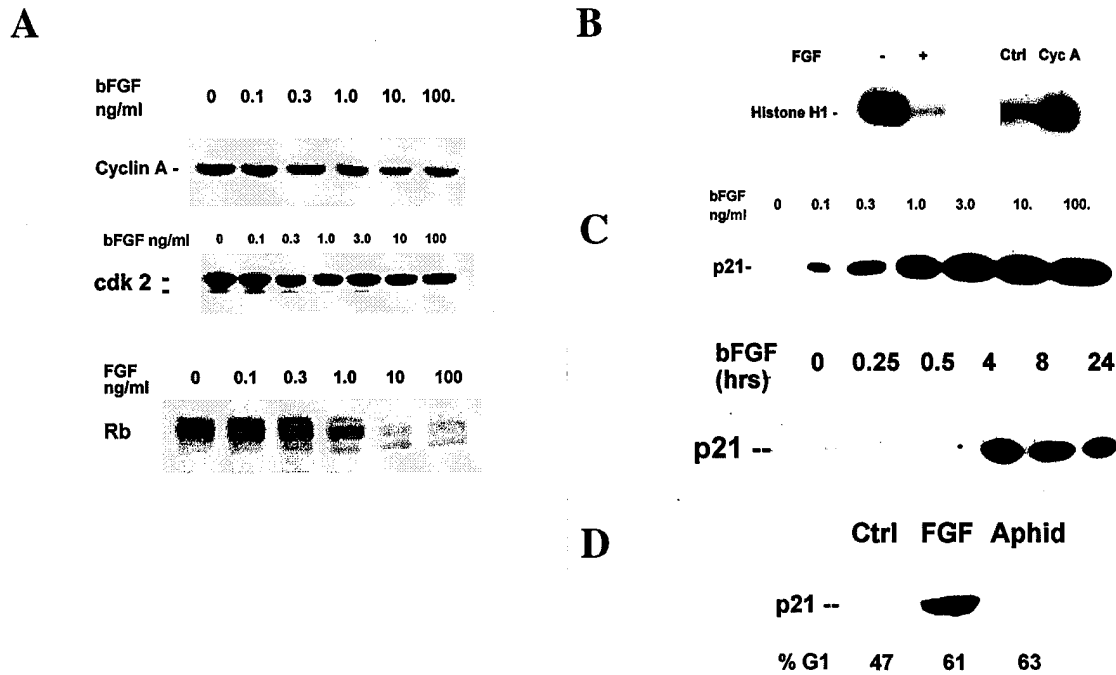 A
bFGF
ng/ml
0 0.1 0.3 1.0 10. 100.
Cyclin A -
bFGF ng/ml 0 0.1 0.3 1.0 3.0 10 100
cdk 2 -
FGF
ng/ml
0 0.1 0.3 1.0 10 100
Rb
B
FGF - + Ctrl Cyc A
Histone H1 -
C
bFGF
ng/ml
0 0.1 0.3 1.0 3.0 10. 100.
p21-
bFGF
(hrs)
0 0.25 0.5 4 8 24
p21 --
D
Ctrl FGF Aphid
p21 --
% G1 47 61 63